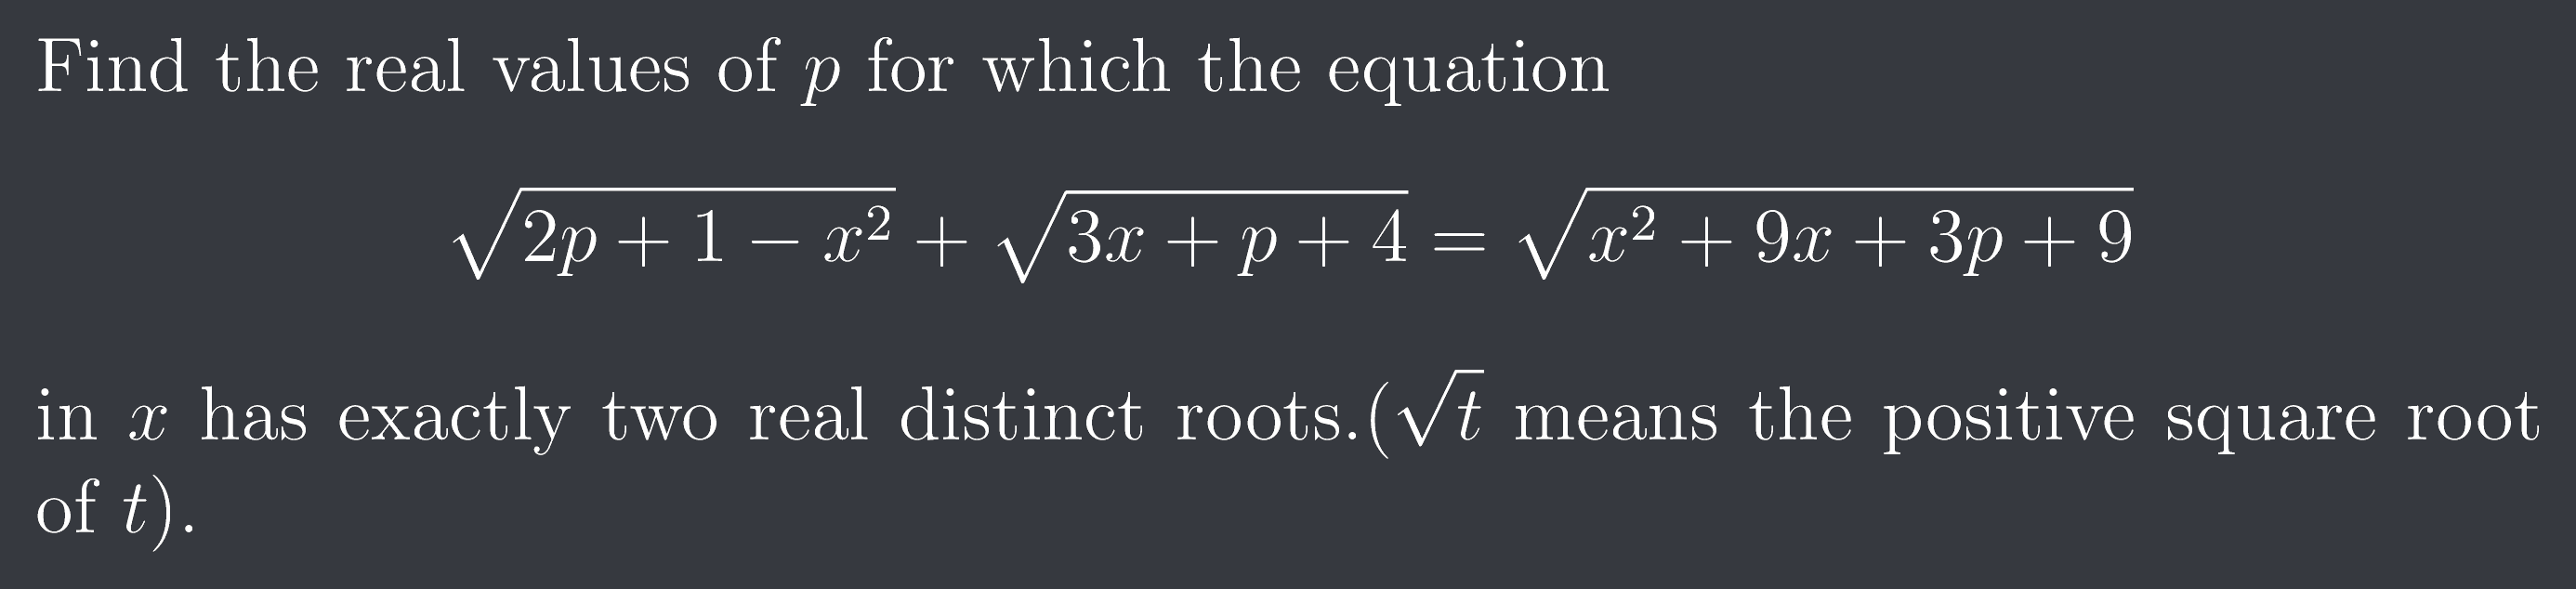 Find the real values of p for which the equation
√(2p + 1 − x²) + √(3x + p + 4) = √(x² + 9x + 3p + 9)
in x has exactly two real distinct roots.(√t means the positive square root
of t).